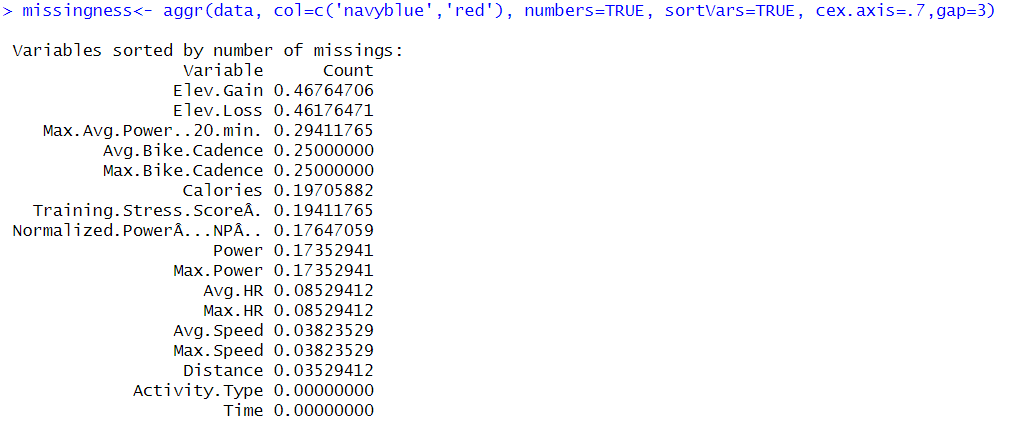 > missingness<- aggr(data, col=c('navyblue','red'), numbers=TRUE, sortVars=TRUE, cex.axis=.7,gap=3)
Variables sorted by number of missings:
Variable Count
Elev.Gain 0.46764706
Elev.Loss 0.46176471
Max.Avg.Power..20.min. 0.29411765
Avg.Bike.Cadence 0.25000000
Max.Bike.Cadence 0.25000000
Calories 0.19705882
Training.Stress.ScoreÂ. 0.19411765
Normalized.PowerÂ...NPÂ.. 0.17647059
Power 0.17352941
Max.Power 0.17352941
Avg.HR 0.08529412
Max.HR 0.08529412
Avg.Speed 0.03823529
Max.Speed 0.03823529
Distance 0.03529412
Activity.Type 0.00000000
Time 0.00000000